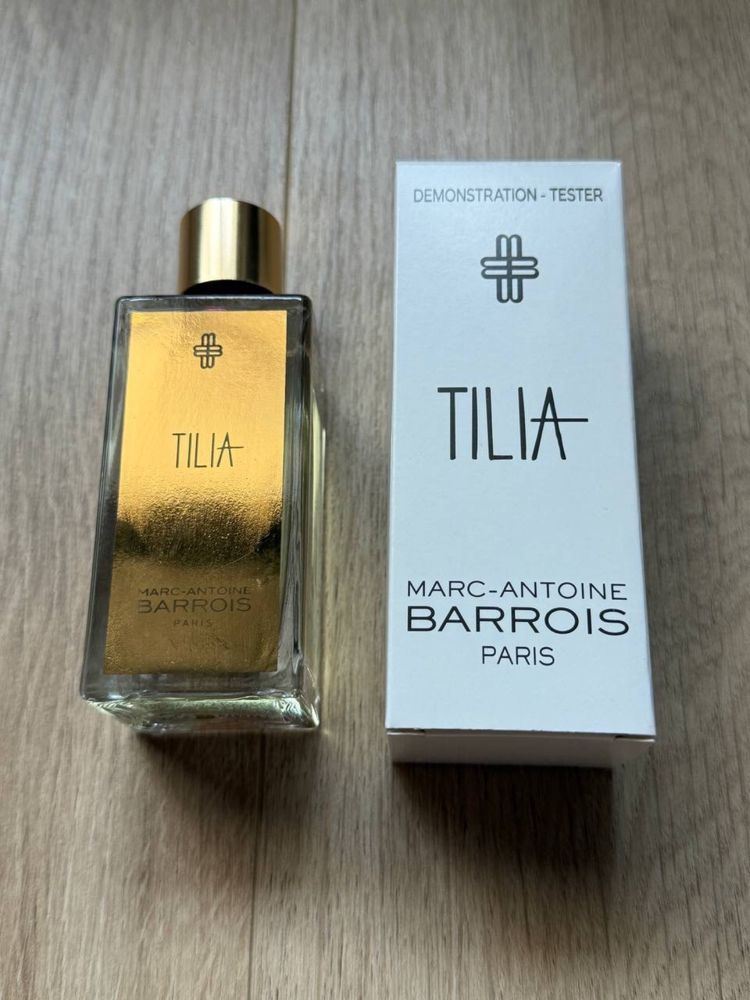 TILIA
MARC-ANTOINE
BARROIS
PARIS
DEMONSTRATION - TESTER
TILIA
MARC-ANTOINE
BARROIS
PARIS